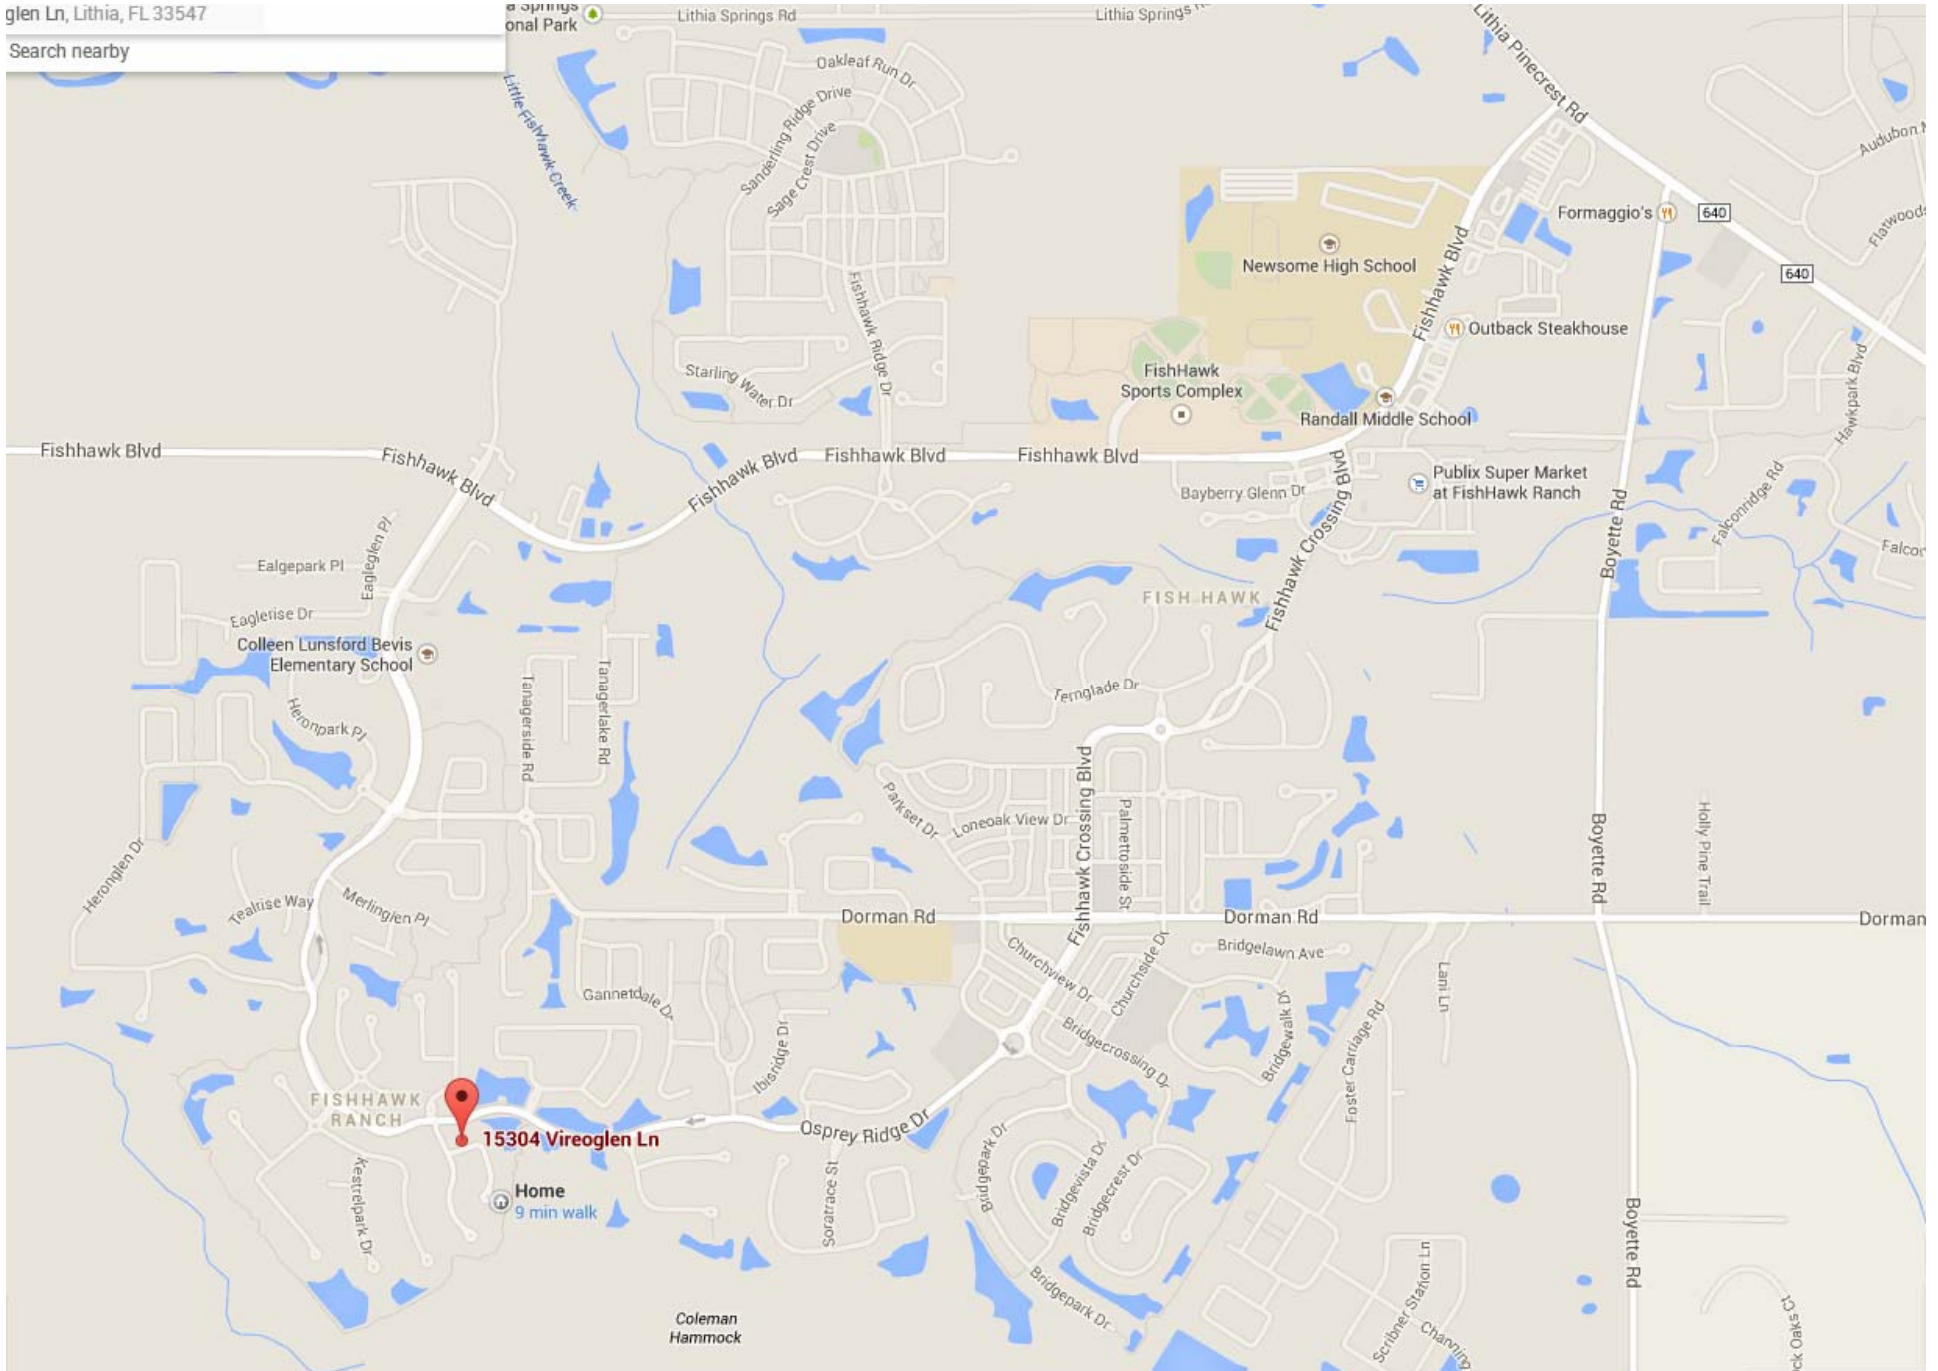 glen Ln, Lithia, FL 33547
Search nearby
a Springs
onal Park
Lithia Springs Rd
Lithia Springs
Lithia Pinecrest Rd
Little Fishhawk Creek
Oakleaf Run Dr
Sanderling Ridge Drive
Sage Crest Drive
Audubon
Flatwoods
Formaggio's
640
640
Newsome High School
Fishhawk Blvd
Fishhawk Blvd
Outback Steakhouse
Fishhawk Ridge Dr
Starling Water Dr
FishHawk
Sports Complex
Randall Middle School
Hawkpark Blvd
Fishhawk Blvd
Fishhawk Blvd
Fishhawk Blvd
Fishhawk Blvd
Fishhawk Blvd
Bayberry Glenn Dr
Fishhawk Crossing Blvd
Publix Super Market
at FishHawk Ranch
Boyette Rd
Falconridge Rd
Falcon
Ealgepark Pl
Eagleglen Pl
Eaglerise Dr
FISH HAWK
Colleen Lunsford Bevis
Elementary School
Heronpark Pl
Tanagerside Rd
Tanagerlake Rd
Ternglade Dr
Parkset Dr
Loneoak View Dr
Fishhawk Crossing Blvd
Palmettoside St
Boyette Rd
Holly Pine Trail
Heronglen Dr
Tealrise Way
Merlinglen Pl
Dorman Rd
Dorman Rd
Dorman
Churchview Dr
Churchside Dr
Bridgelawn Ave
Lani Ln
Gannetdale Dr
Ibisridge Dr
Bridgecrossing Dr
Bridgewalk Dr
Foster Carriage Rd
FISHHAWK
RANCH
15304 Vireoglen Ln
Osprey Ridge Dr
Kestrelpark Dr
Home
9 min walk
Soratrace St
Bridgepark Dr
Bridgevista Dr
Bridgecrest Dr
Boyette Rd
Bridgepark Dr
Scribner Station Ln
Channing
ck Oaks Ct
Coleman
Hammock